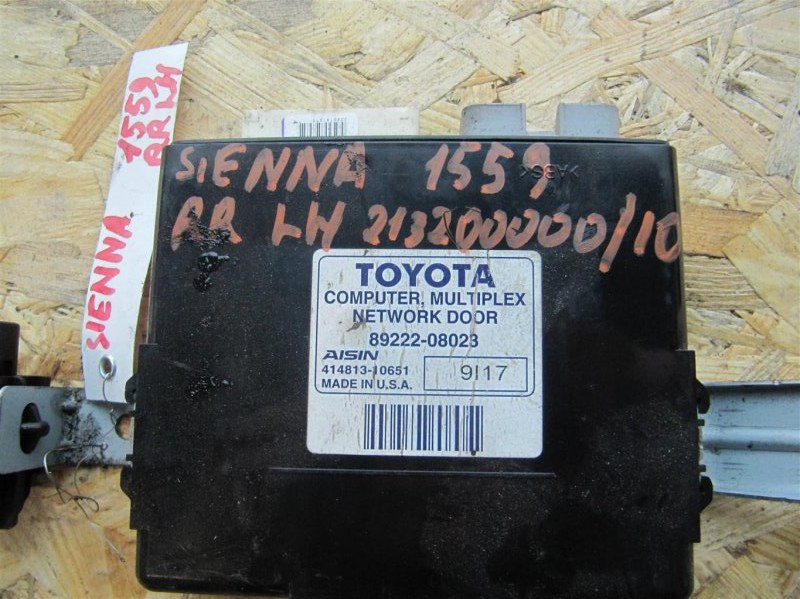 1559
RR LH
SIENNA
SIENNA 1559
RR LH 213200000/10
TOYOTA
COMPUTER, MULTIPLEX
NETWORK DOOR
89222-08023
AISIN
414813-10651
MADE IN U.S.A.
9I17